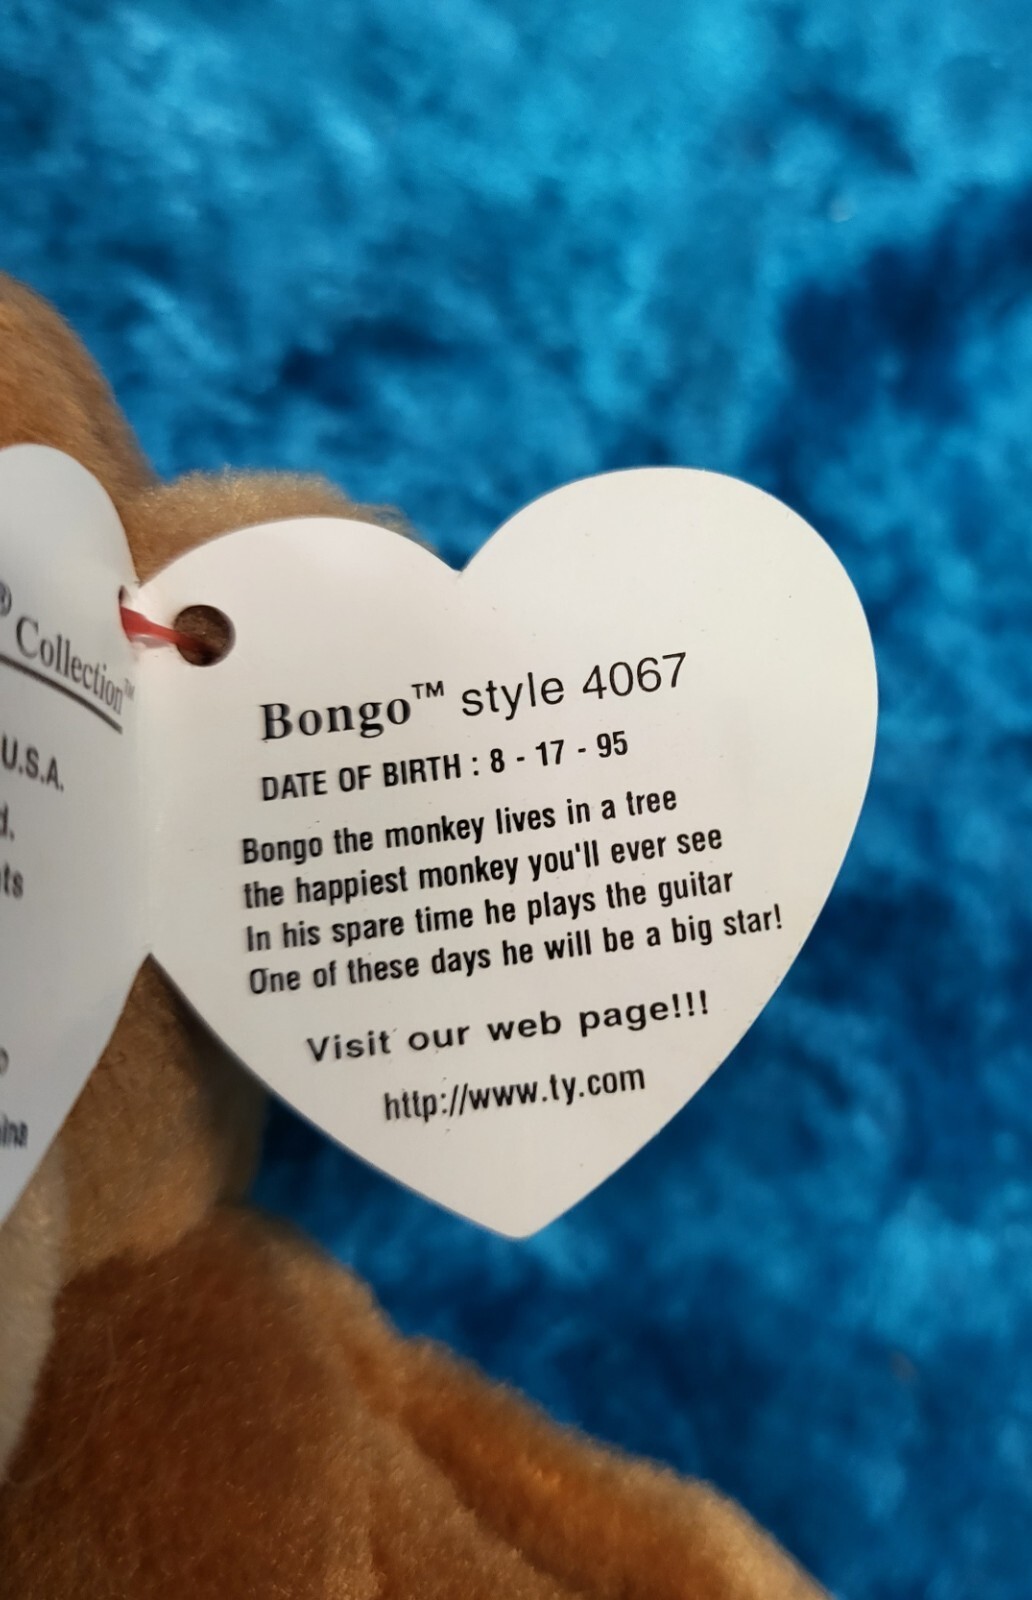 ® Collection™
U.S.A.
Bongo™ style 4067
DATE OF BIRTH : 8 - 17 - 95
Bongo the monkey lives in a tree
the happiest monkey you'll ever see
In his spare time he plays the guitar
One of these days he will be a big star!
Visit our web page!!!
http://www.ty.com